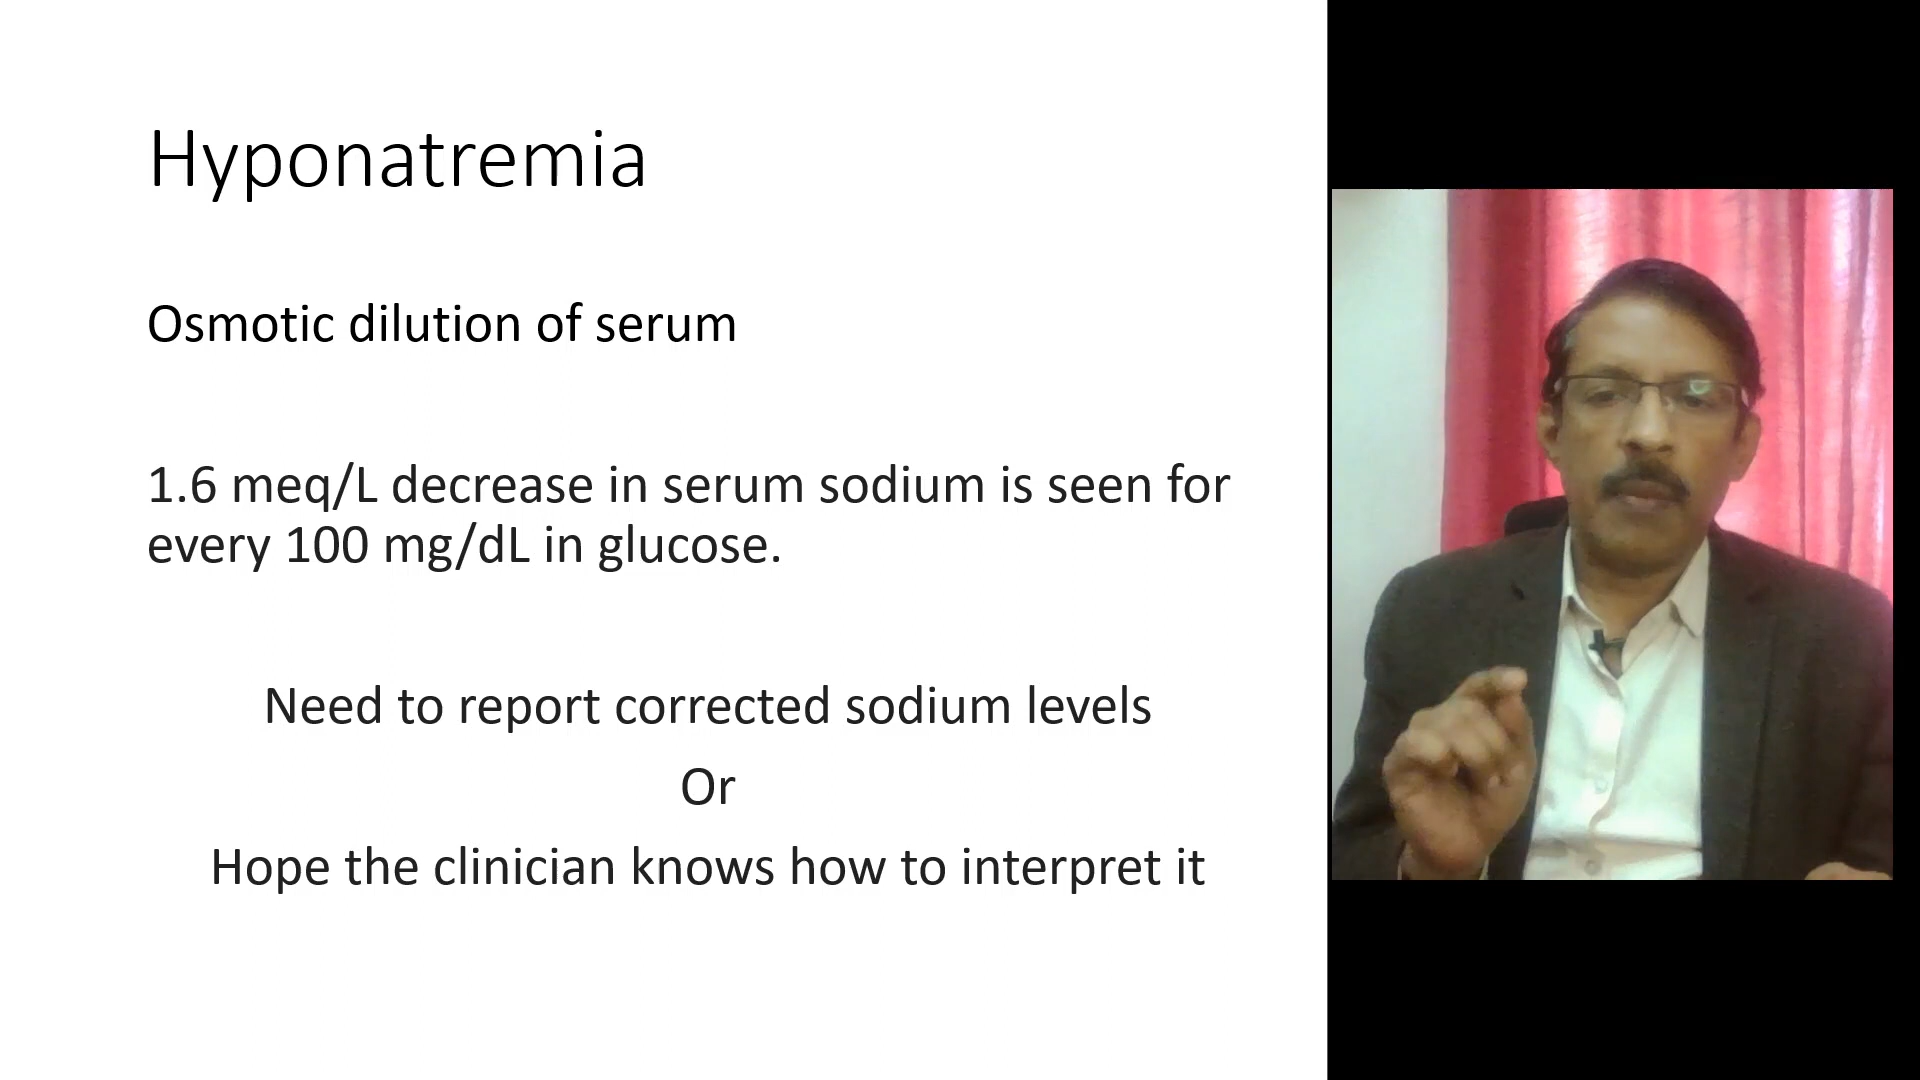 Hyponatremia
Osmotic dilution of serum
1.6 meq/L decrease in serum sodium is seen for
every 100 mg/dL in glucose.
Need to report corrected sodium levels
Or
Hope the clinician knows how to interpret it